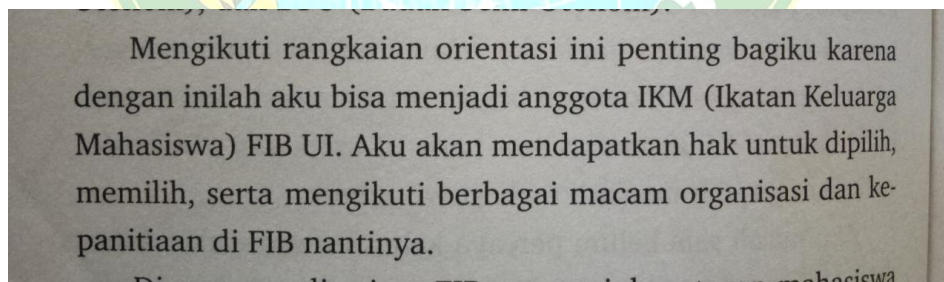 Mengikuti rangkaian orientasi ini penting bagiku karena
dengan inilah aku bisa menjadi anggota IKM (Ikatan Keluarga
Mahasiswa) FIB UI. Aku akan mendapatkan hak untuk dipilih,
memilih, serta mengikuti berbagai macam organisasi dan ke-
panitiaan di FIB nantinya.
mahasiswa